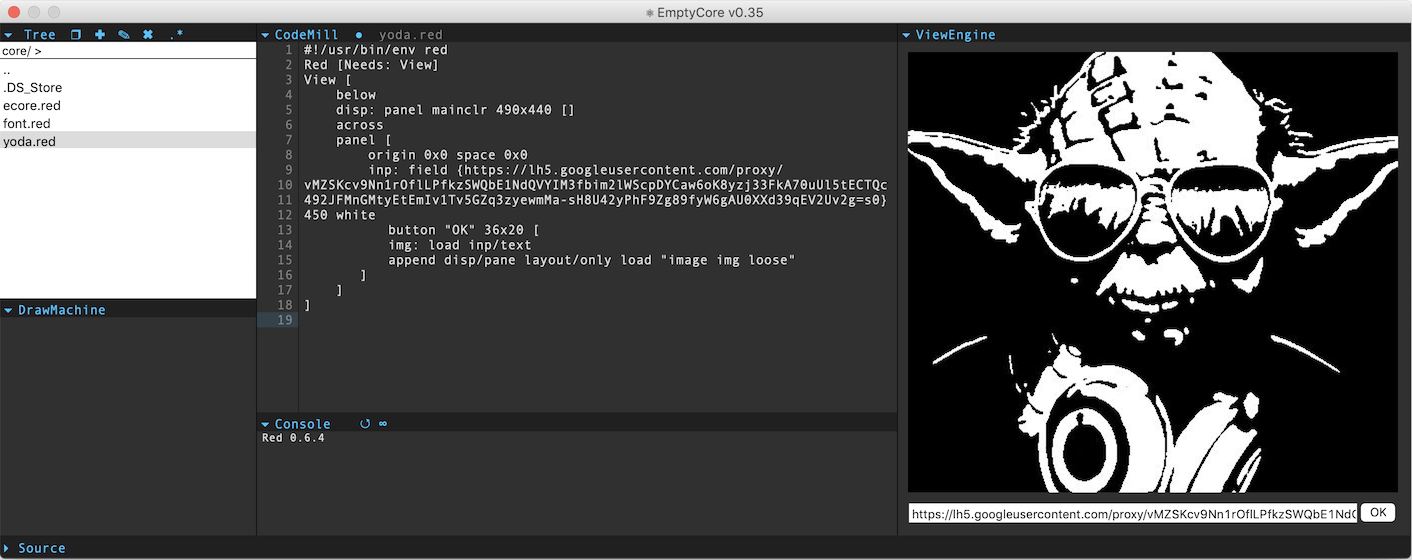 ⚛ EmptyCore v0.35
Tree .*
core/ >
..
.DS_Store
ecore.red
font.red
yoda.red
DrawMachine
CodeMill ● yoda.red
1 #!/usr/bin/env red
2 Red [Needs: View]
3 View [
4 below
5 disp: panel mainclr 490x440 []
6 across
7 panel [
8 origin 0x0 space 0x0
9 inp: field {https://lh5.googleusercontent.com/proxy/
10 vMZSKcv9Nn1rOflLPfkzSWQbE1NdQVYIM3fbim2lWScpDYCaw6oK8yzj33FkA70uUl5tECTQc
11 492JFMnGMtyEtEmIv1Tv5GZq3zyewmMa-sH8U42yPhF9Zg89fyW6gAU0XXd39qEV2Uv2g=s0}
12 450 white
13 button "OK" 36x20 [
14 img: load inp/text
15 append disp/pane layout/only load "image img loose"
16 ]
17 ]
18 ]
19
Console ↺ ∞
Red 0.6.4
ViewEngine
https://lh5.googleusercontent.com/proxy/vMZSKcv9Nn1rOflLPfkzSWQbE1Nd
OK
Source